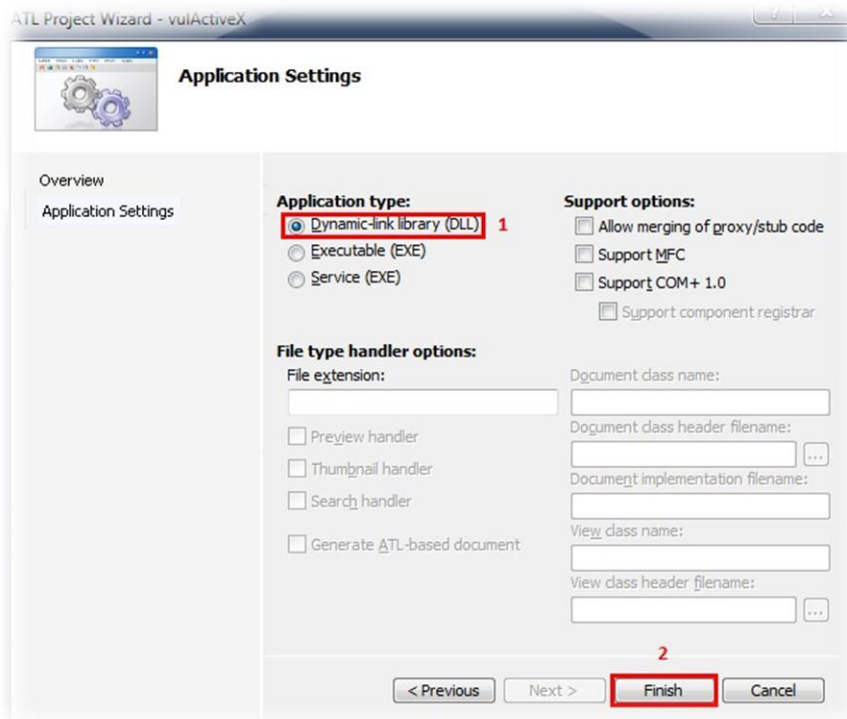 ATL Project Wizard - vulActiveX
Application Settings
Overview
Application Settings
Application type:
Dynamic-link library (DLL) 1
Executable (EXE)
Service (EXE)
Support options:
Allow merging of proxy/stub code
Support MFC
Support COM+ 1.0
Support component registrar
File type handler options:
File extension:
Preview handler
Thumbnail handler
Search handler
Generate ATL-based document
Document class name:
Document class header filename:
...
Document implementation filename:
View class name:
View class header filename:
...
2
< Previous Next > Finish Cancel